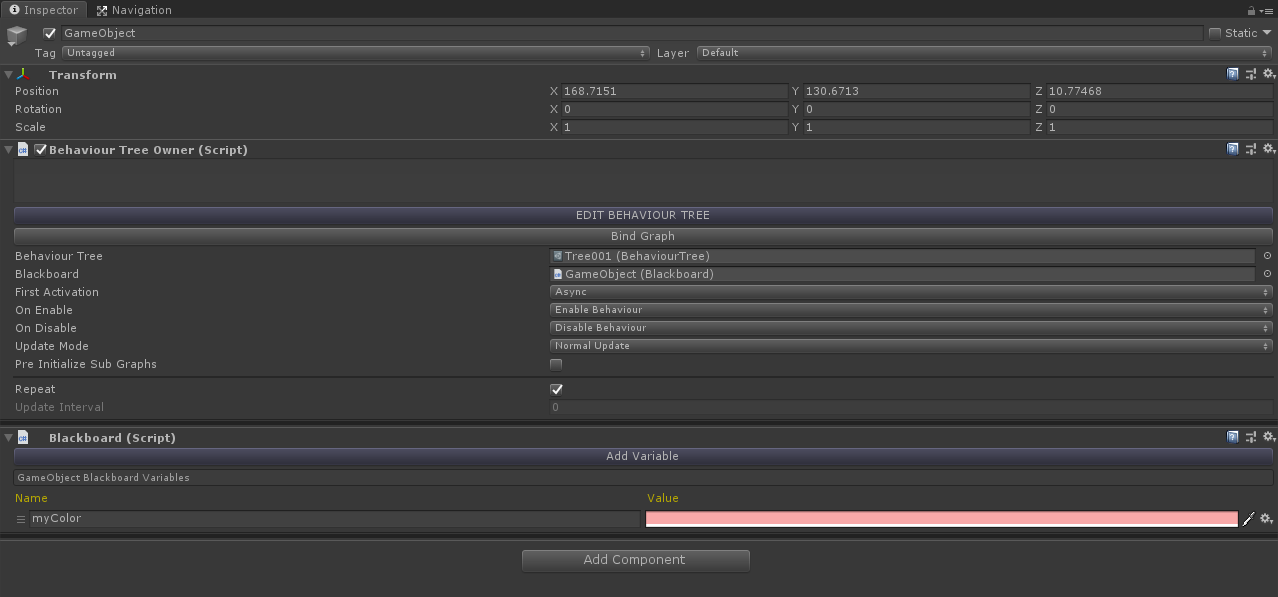 Inspector Navigation
GameObject Static
Tag Untagged Layer Default
Transform
Position X 168.7151 Y 130.6713 Z 10.77468
Rotation X 0 Y 0 Z 0
Scale X 1 Y 1 Z 1
Behaviour Tree Owner (Script)
EDIT BEHAVIOUR TREE
Bind Graph
Behaviour Tree Tree001 (BehaviourTree)
Blackboard GameObject (Blackboard)
First Activation Async
On Enable Enable Behaviour
On Disable Disable Behaviour
Update Mode Normal Update
Pre Initialize Sub Graphs
Repeat
Update Interval 0
Blackboard (Script)
Add Variable
GameObject Blackboard Variables
Name Value
myColor
Add Component